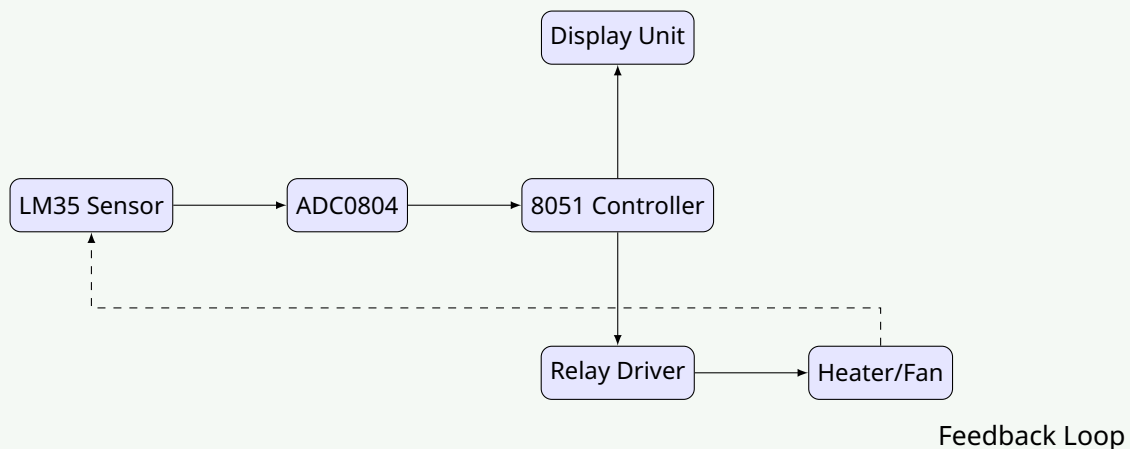 Display Unit
LM35 Sensor
ADC0804
8051 Controller
Relay Driver
Heater/Fan
Feedback Loop